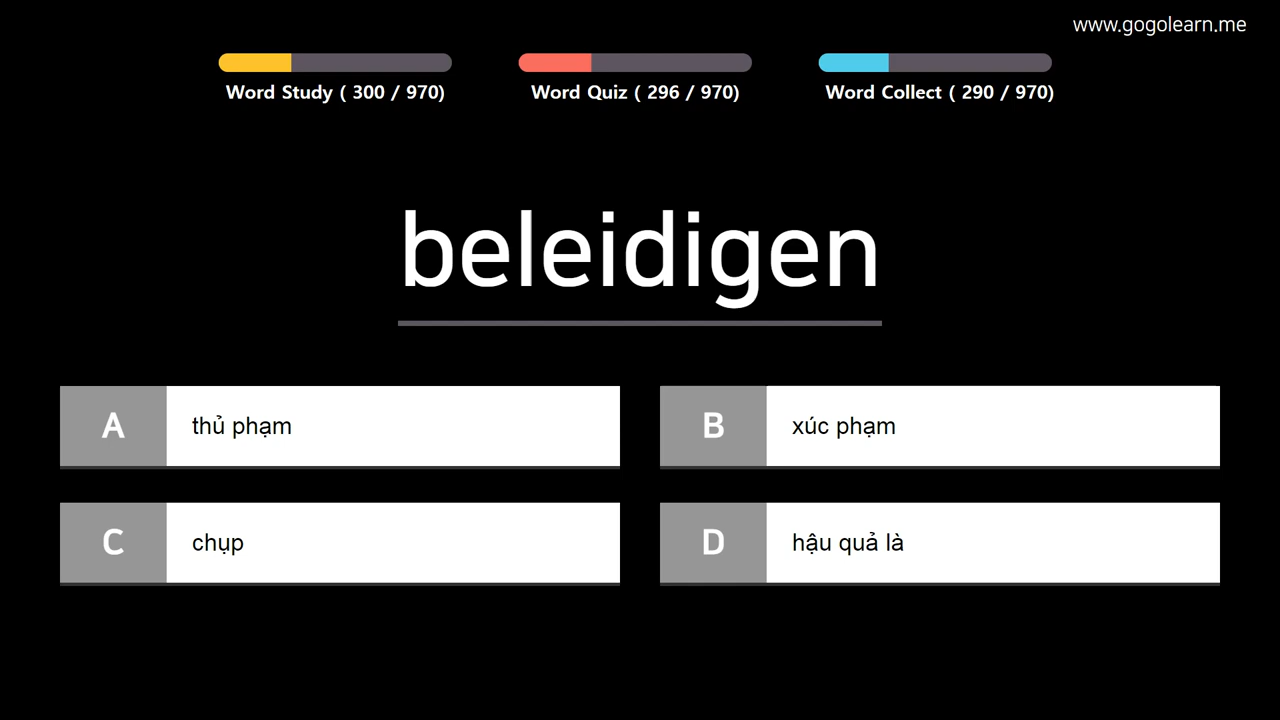 www.gogolearn.me
Word Study ( 300 / 970)
Word Quiz ( 296 / 970)
Word Collect ( 290 / 970)
beleidigen
A thủ phạm
B xúc phạm
C chụp
D hậu quả là